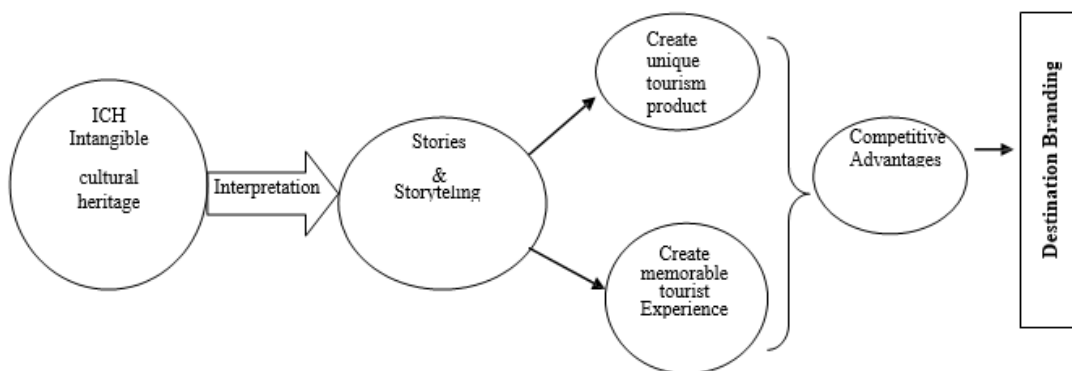 ICH
Intangible
cultural
heritage
Interpretation
Stories
&
Storyteling
Create
unique
tourism
product
Create
memorable
tourist
Experience
Competitive
Advantages
Destination Branding